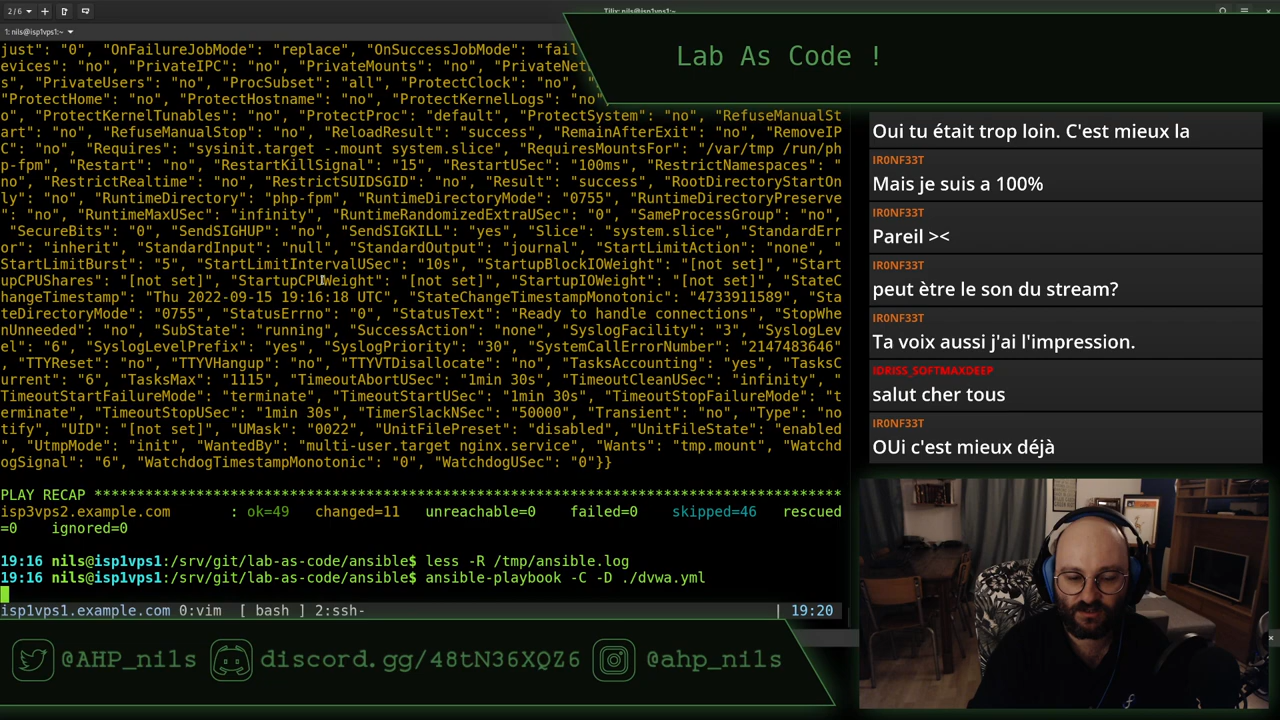 2/6
Tilix: nils@isp1vps1:~
1: nils@isp1vps1:~
just": "0", "OnFailureJobMode": "replace", "OnSuccessJobMode": "fail
evices": "no", "PrivateIPC": "no", "PrivateMounts": "no", "PrivateNet
s", "PrivateUsers": "no", "ProcSubset": "all", "ProtectClock": "no",
"ProtectHome": "no", "ProtectHostname": "no", "ProtectKernelLogs": "no
o", "ProtectKernelTunables": "no", "ProtectProc": "default", "ProtectSystem": "no", "RefuseManualSt
art": "no", "RefuseManualStop": "no", "ReloadResult": "success", "RemainAfterExit": "no", "RemoveIP
C": "no", "Requires": "sysinit.target -.mount system.slice", "RequiresMountsFor": "/var/tmp /run/ph
p-fpm", "Restart": "no", "RestartKillSignal": "15", "RestartUSec": "100ms", "RestrictNamespaces":
"no", "RestrictRealtime": "no", "RestrictSUIDSGID": "no", "Result": "success", "RootDirectoryStartOn
ly": "no", "RuntimeDirectory": "php-fpm", "RuntimeDirectoryMode": "0755", "RuntimeDirectoryPreserve
": "no", "RuntimeMaxUSec": "infinity", "RuntimeRandomizedExtraUSec": "0", "SameProcessGroup": "no",
"SecureBits": "0", "SendSIGHUP": "no", "SendSIGKILL": "yes", "Slice": "system.slice", "StandardErr
or": "inherit", "StandardInput": "null", "StandardOutput": "journal", "StartLimitAction": "none", "
StartLimitBurst": "5", "StartLimitIntervalUSec": "10s", "StartupBlockIOWeight": "[not set]", "Start
upCPUShares": "[not set]", "StartupCPUWeight": "[not set]", "StartupIOWeight": "[not set]", "StateC
hangeTimestamp": "Thu 2022-09-15 19:16:18 UTC", "StateChangeTimestampMonotonic": "4733911589", "Sta
teDirectoryMode": "0755", "StatusErrno": "0", "StatusText": "Ready to handle connections", "StopWhe
nUnneeded": "no", "SubState": "running", "SuccessAction": "none", "SyslogFacility": "3", "SyslogLev
el": "6", "SyslogLevelPrefix": "yes", "SyslogPriority": "30", "SystemCallErrorNumber": "2147483646"
, "TTYReset": "no", "TTYVHangup": "no", "TTYVTDisallocate": "no", "TasksAccounting": "yes", "TasksC
urrent": "6", "TasksMax": "1115", "TimeoutAbortUSec": "1min 30s", "TimeoutCleanUSec": "infinity", "
TimeoutStartFailureMode": "terminate", "TimeoutStartUSec": "1min 30s", "TimeoutStopFailureMode": "t
erminate", "TimeoutStopUSec": "1min 30s", "TimerSlackNSec": "50000", "Transient": "no", "Type": "no
tify", "UID": "[not set]", "UMask": "0022", "UnitFilePreset": "disabled", "UnitFileState": "enabled
", "UtmpMode": "init", "WantedBy": "multi-user.target nginx.service", "Wants": "tmp.mount", "Watchd
ogSignal": "6", "WatchdogTimestampMonotonic": "0", "WatchdogUSec": "0"}}
PLAY RECAP *****************************************************************************************
isp3vps2.example.com : ok=49 changed=11 unreachable=0 failed=0 skipped=46 rescued
=0 ignored=0
19:16 nils@isp1vps1:/srv/git/lab-as-code/ansible$ less -R /tmp/ansible.log
19:16 nils@isp1vps1:/srv/git/lab-as-code/ansible$ ansible-playbook -C -D ./dvwa.yml
isp1vps1.example.com 0:vim [ bash ] 2:ssh- | 19:20
Lab As Code !
Oui tu était trop loin. C'est mieux la
IR0NF33T
Mais je suis a 100%
IR0NF33T
Pareil ><
IR0NF33T
peut ètre le son du stream?
IR0NF33T
Ta voix aussi j'ai l'impression.
IDRISS_SOFTMAXDEEP
salut cher tous
IR0NF33T
OUi c'est mieux déjà
@AHP_nils discord.gg/48tN36XQZ6 @ahp_nils